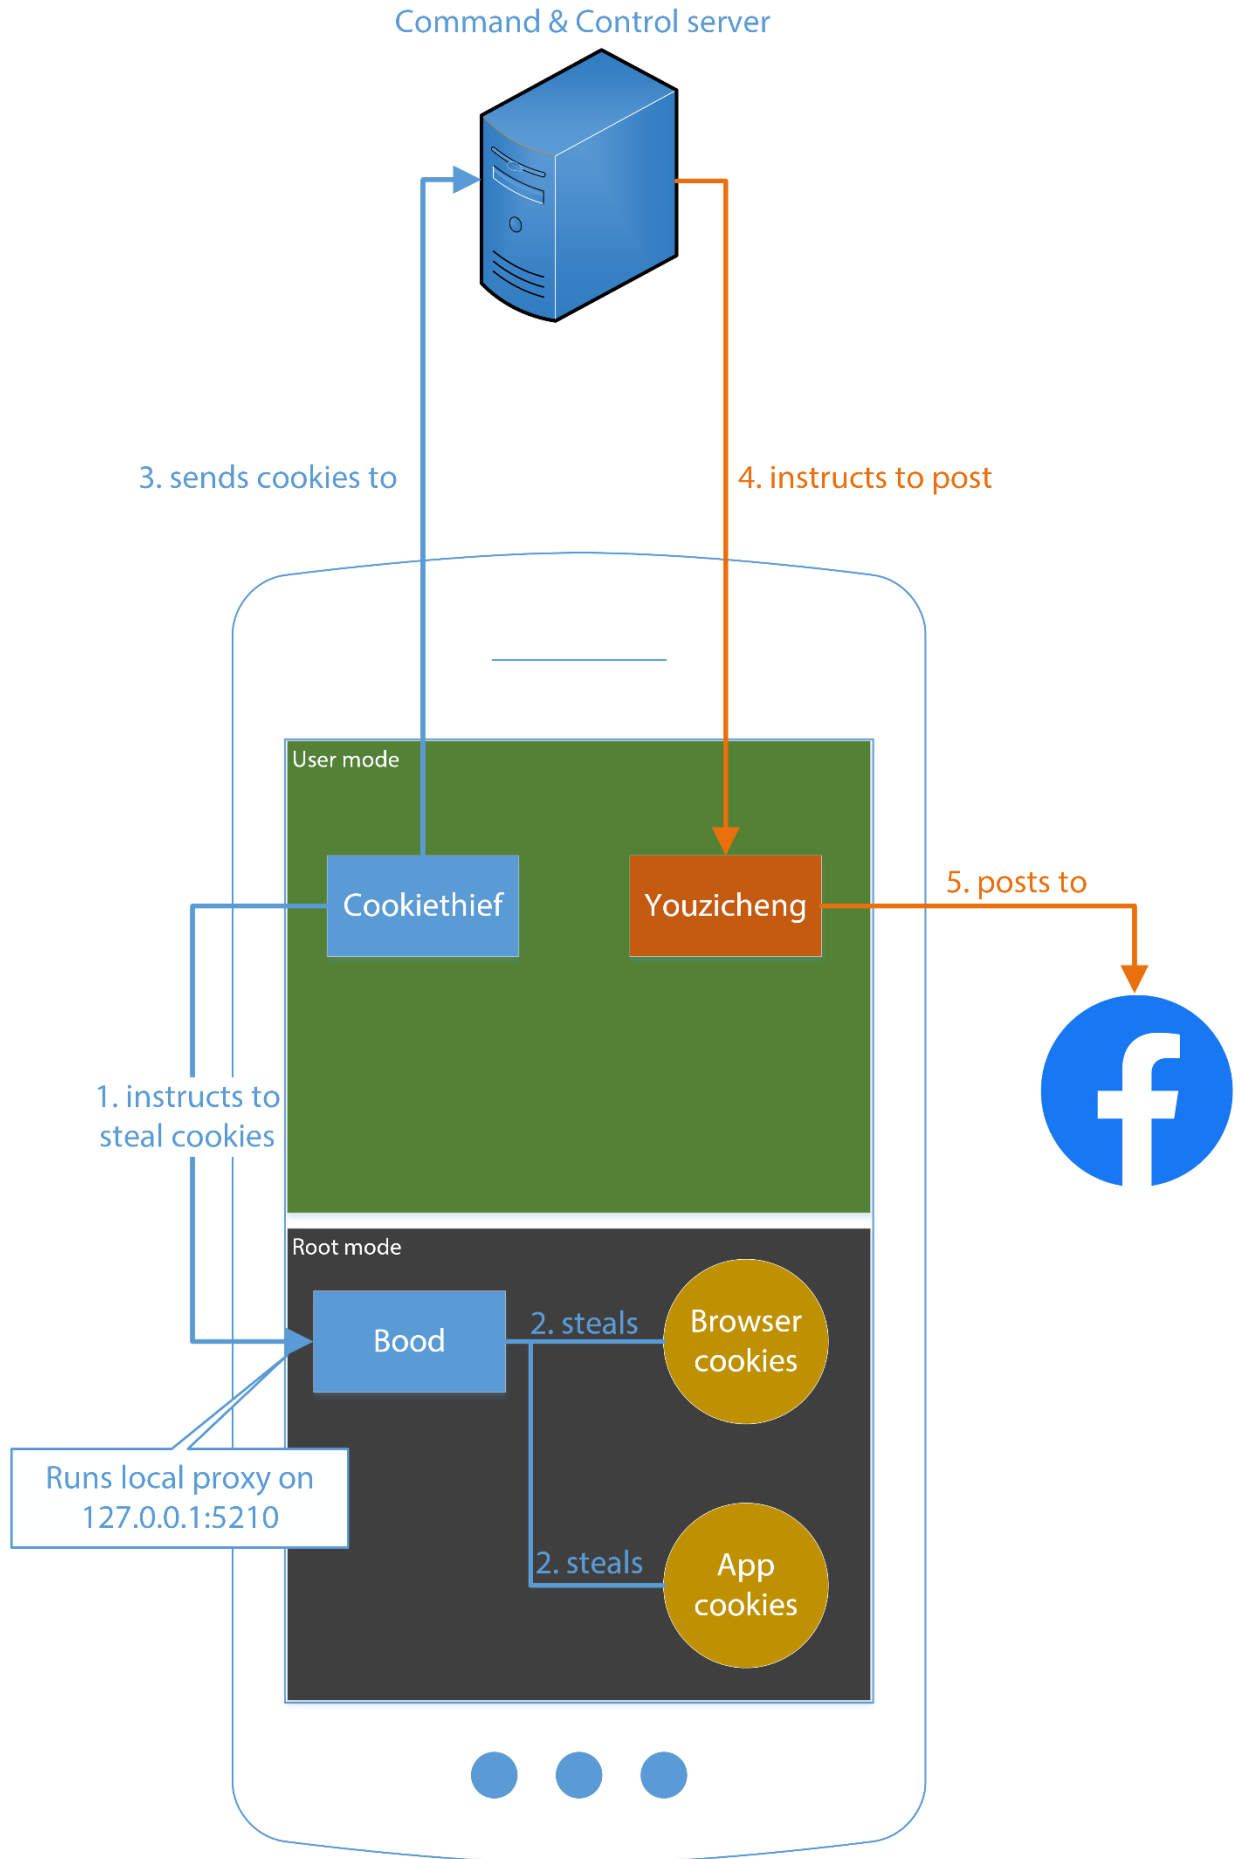 Command & Control server
3. sends cookies to
4. instructs to post
User mode
Cookiethief
Youzicheng
5. posts to
1. instructs to
steal cookies
Root mode
Bood
2. steals
Browser
cookies
Runs local proxy on
127.0.0.1:5210
2. steals
App
cookies